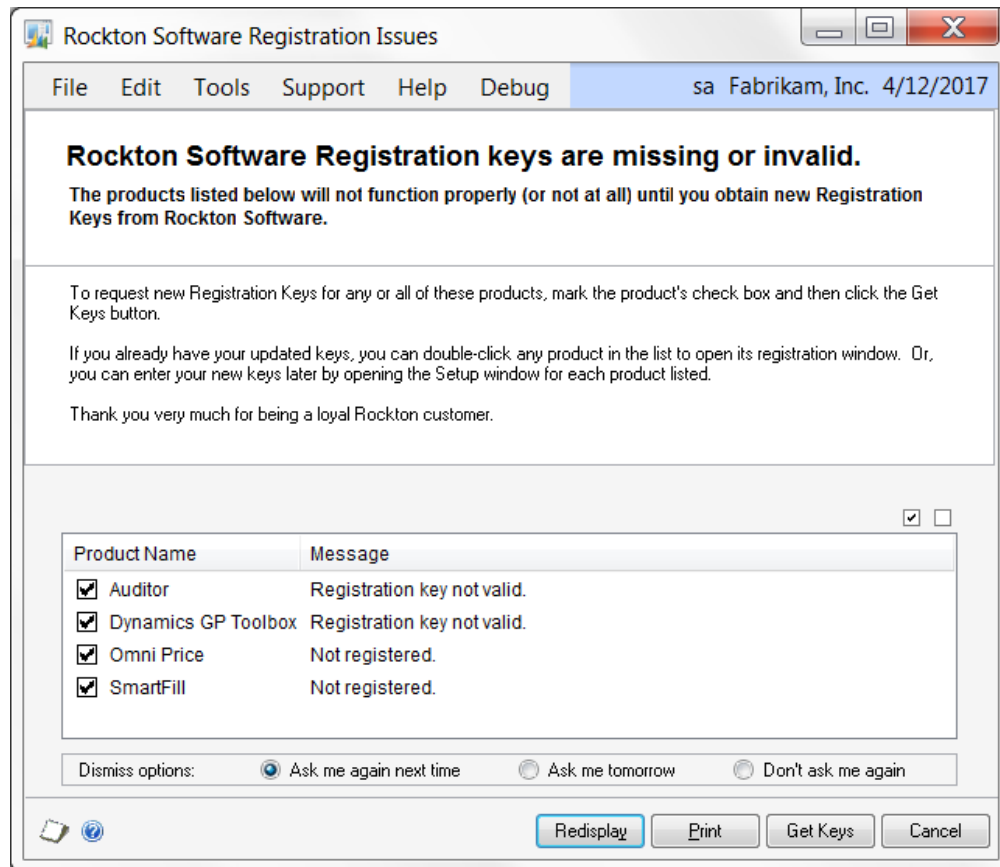 Rockton Software Registration Issues
File Edit Tools Support Help Debug sa Fabrikam, Inc. 4/12/2017
Rockton Software Registration keys are missing or invalid.
The products listed below will not function properly (or not at all) until you obtain new Registration
Keys from Rockton Software.
To request new Registration Keys for any or all of these products, mark the product's check box and then click the Get
Keys button.
If you already have your updated keys, you can double-click any product in the list to open its registration window. Or,
you can enter your new keys later by opening the Setup window for each product listed.
Thank you very much for being a loyal Rockton customer.
Product Name Message
Auditor Registration key not valid.
Dynamics GP Toolbox Registration key not valid.
Omni Price Not registered.
SmartFill Not registered.
Dismiss options: Ask me again next time Ask me tomorrow Don't ask me again
Redisplay Print Get Keys Cancel